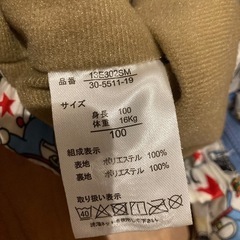 品番 13E302SM
30-5511-19
サイズ
身長：100
体重：16Kg
100
組成表示
表地 ポリエステル 100%
裏地 ポリエステル 100%
取り扱い表示
40